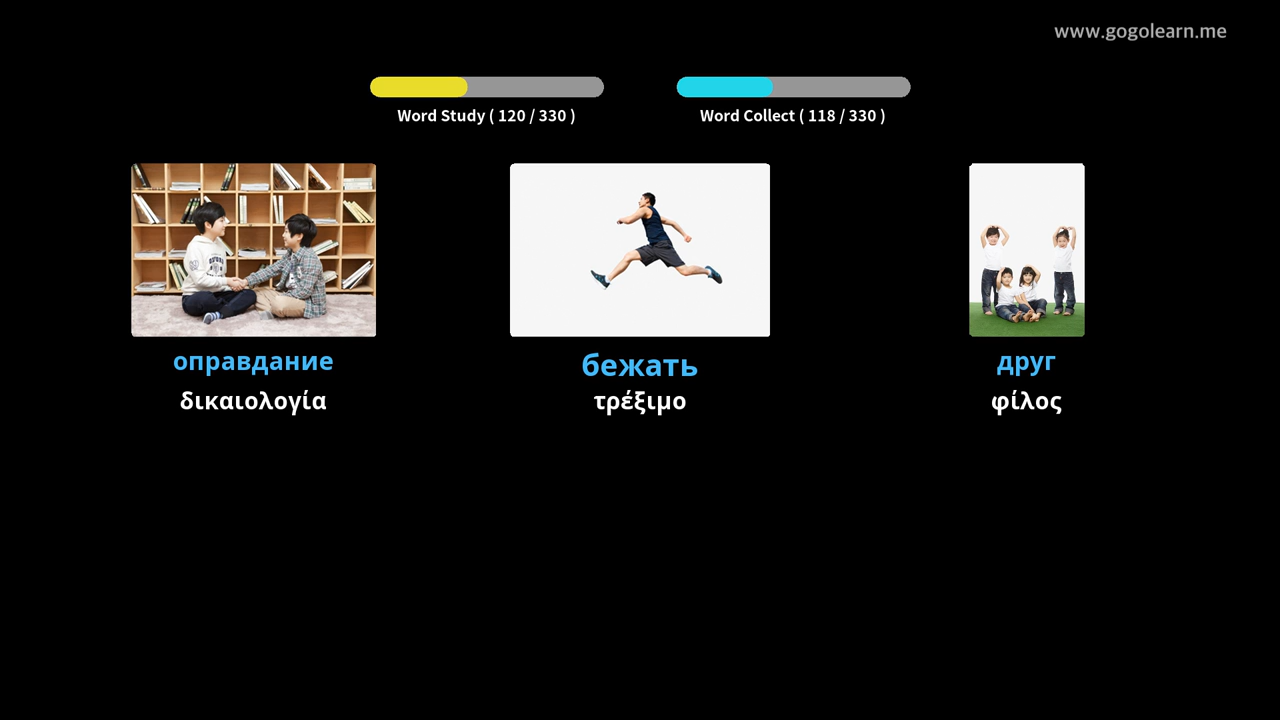 www.gogolearn.me
Word Study ( 120 / 330 )
Word Collect ( 118 / 330 )
оправдание
δικαιολογία
бежать
τρέξιμο
друг
φίλος